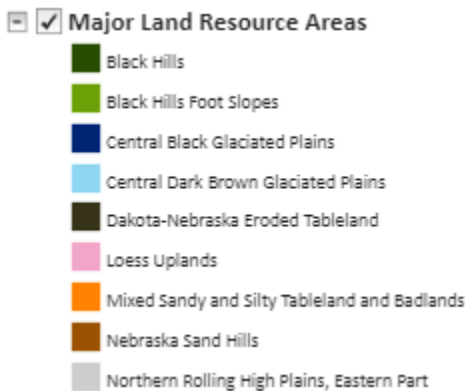 Major Land Resource Areas
Black Hills
Black Hills Foot Slopes
Central Black Glaciated Plains
Central Dark Brown Glaciated Plains
Dakota-Nebraska Eroded Tableland
Loess Uplands
Mixed Sandy and Silty Tableland and Badlands
Nebraska Sand Hills
Northern Rolling High Plains, Eastern Part